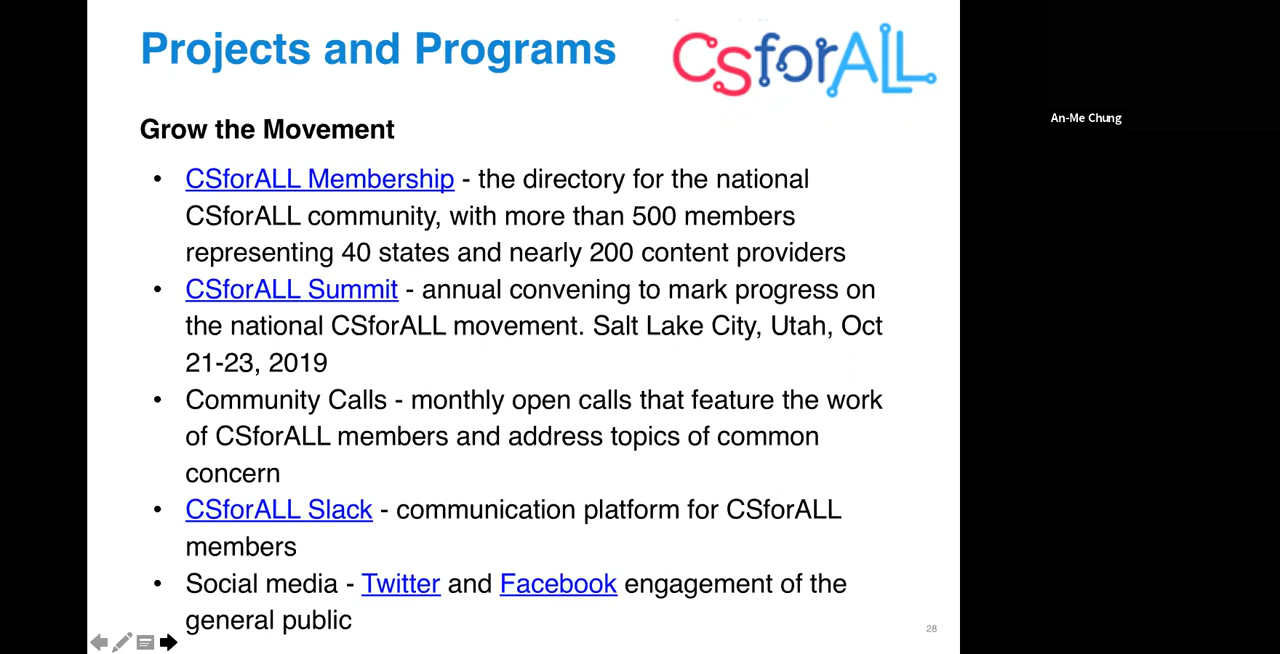 Projects and Programs
CSforALL
An-Me Chung
Grow the Movement
• CSforALL Membership - the directory for the national
CSforALL community, with more than 500 members
representing 40 states and nearly 200 content providers
• CSforALL Summit - annual convening to mark progress on
the national CSforALL movement. Salt Lake City, Utah, Oct
21-23, 2019
• Community Calls - monthly open calls that feature the work
of CSforALL members and address topics of common
concern
• CSforALL Slack - communication platform for CSforALL
members
• Social media - Twitter and Facebook engagement of the
general public
28